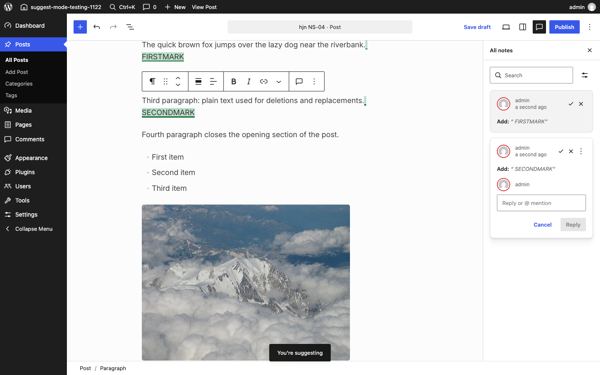 suggest-mode-testing-1122
Ctrl+K
0
+ New
View Post
admin
Dashboard
Posts
All Posts
Add Post
Categories
Tags
Media
Pages
Comments
Appearance
Plugins
Users
Tools
Settings
Collapse Menu
hjn NS-04 · Post
Save draft
Publish
The quick brown fox jumps over the lazy dog near the riverbank.
FIRSTMARK
B I
Third paragraph: plain text used for deletions and replacements.
SECONDMARK
Fourth paragraph closes the opening section of the post.
· First item
· Second item
· Third item
You're suggesting
Post / Paragraph
All notes
Search
admin
a second ago
Add: " FIRSTMARK"
admin
a second ago
Add: " SECONDMARK"
admin
Reply or @ mention
Cancel
Reply